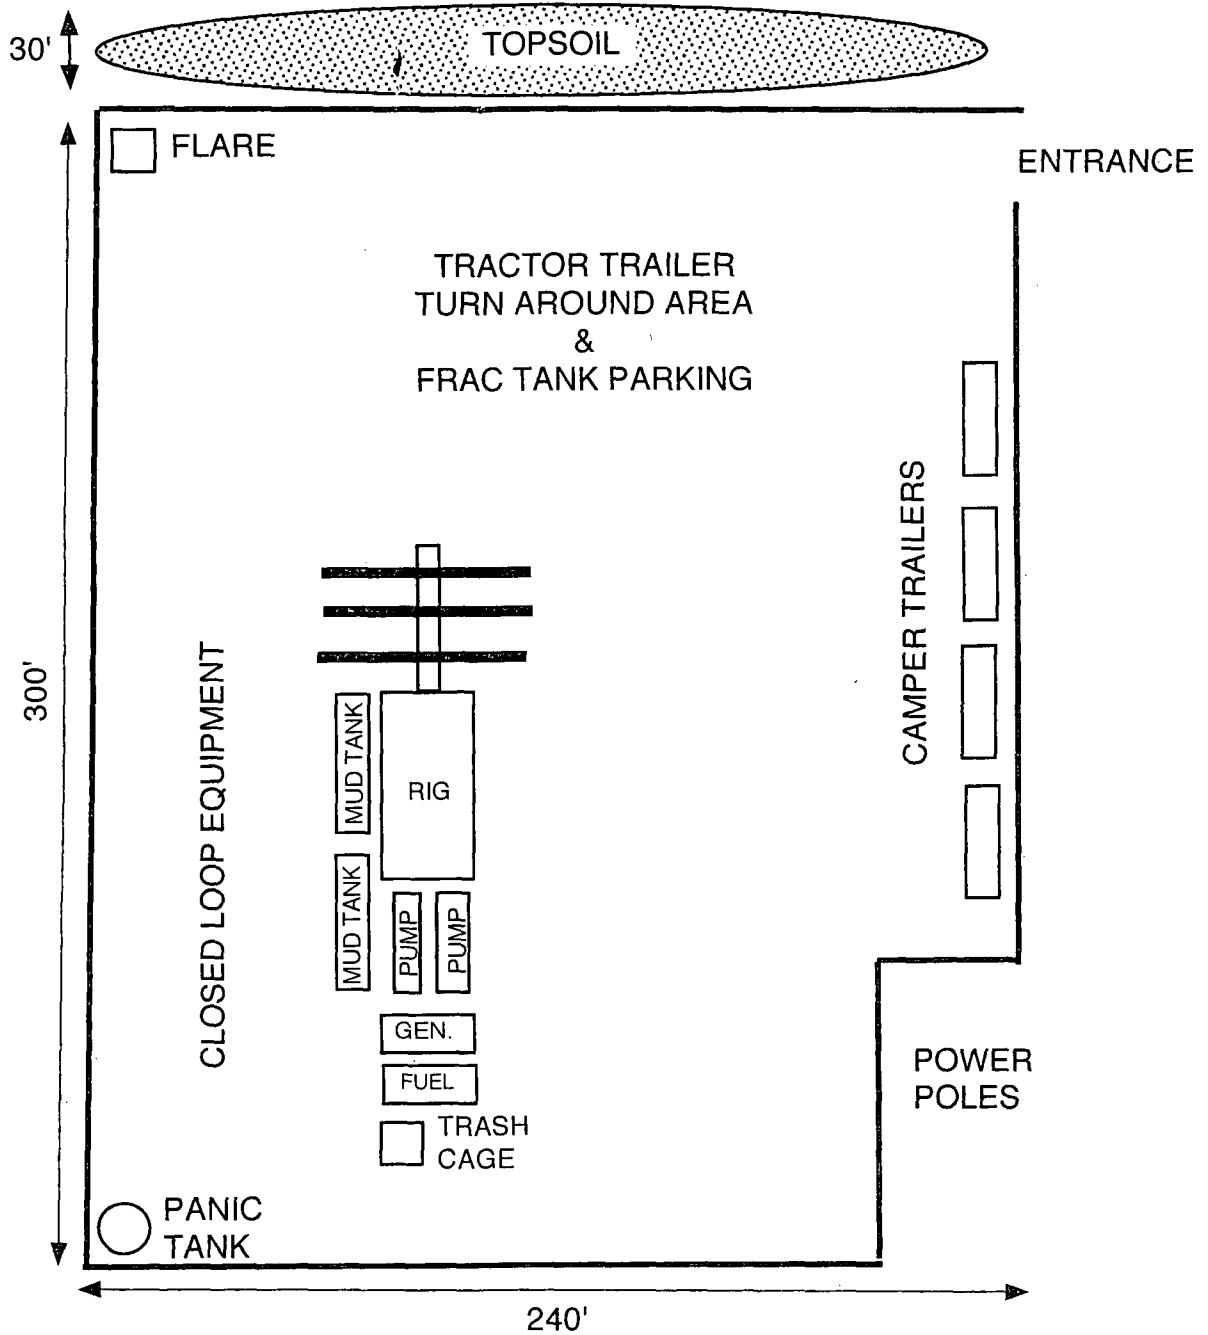 30'
TOPSOIL
FLARE
ENTRANCE
TRACTOR TRAILER
TURN AROUND AREA
&
FRAC TANK PARKING
CAMPER TRAILERS
300'
CLOSED LOOP EQUIPMENT
MUD TANK
RIG
MUD TANK
PUMP
PUMP
GEN.
FUEL
TRASH
CAGE
POWER
POLES
PANIC
TANK
240'